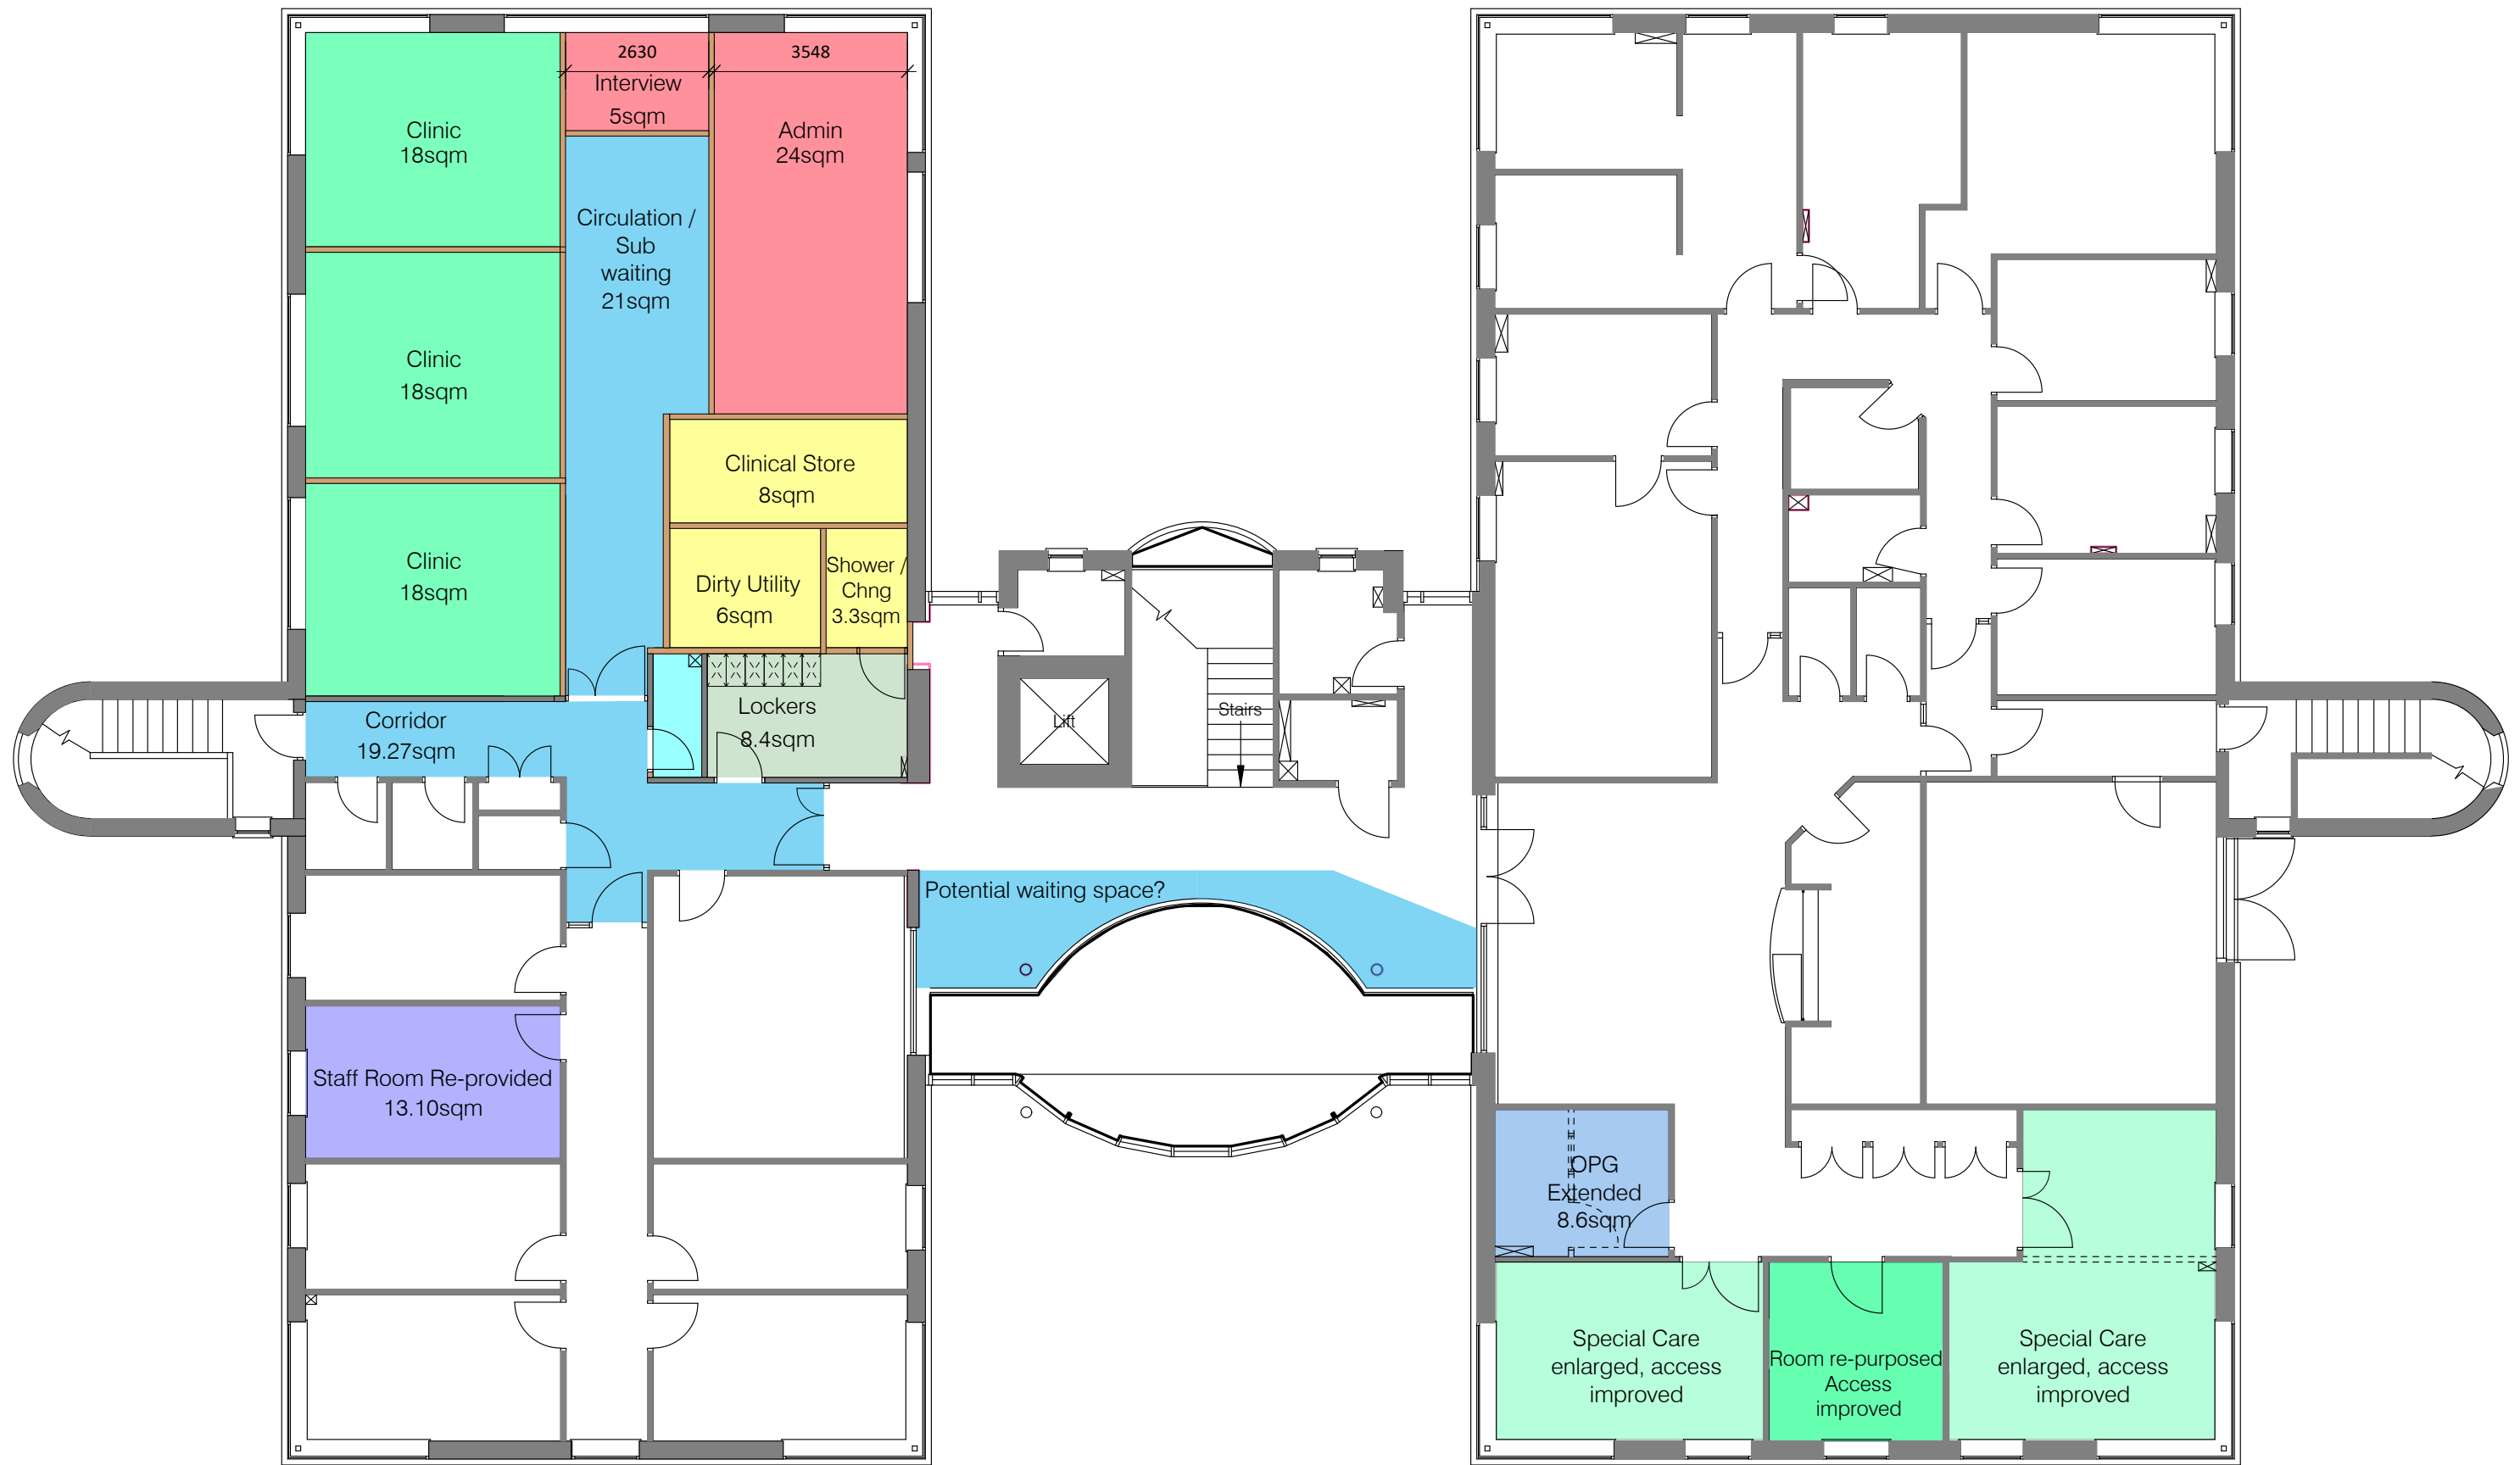 2630
3548
Interview
5sqm
Clinic
18sqm
Admin
24sqm
Circulation /
Sub
waiting
21sqm
Clinic
18sqm
Clinical Store
8sqm
Clinic
18sqm
Dirty Utility
6sqm
Shower /
Chng
3.3sqm
Corridor
19.27sqm
Lockers
8.4sqm
Lift
Stairs
Potential waiting space?
Staff Room Re-provided
13.10sqm
OPG
Extended
8.6sqm
Special Care
enlarged, access
improved
Room re-purposed
Access
improved
Special Care
enlarged, access
improved